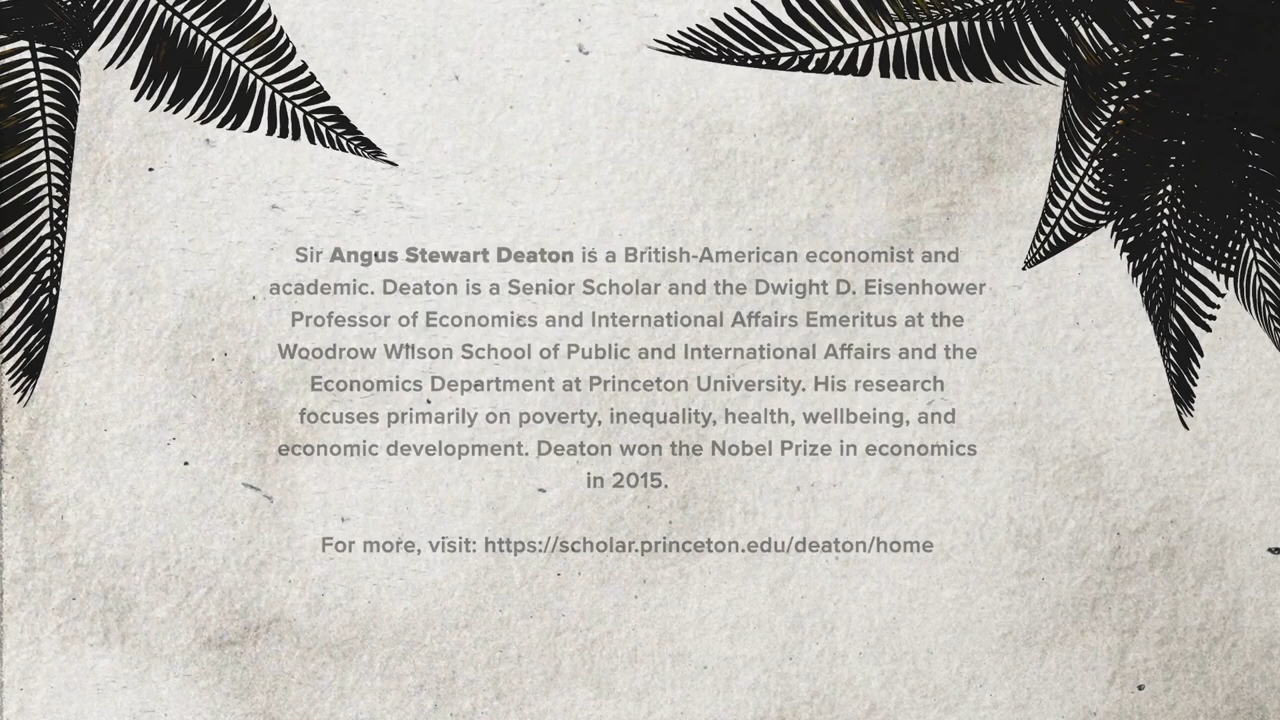 Sir Angus Stewart Deaton is a British-American economist and
academic. Deaton is a Senior Scholar and the Dwight D. Eisenhower
Professor of Economics and International Affairs Emeritus at the
Woodrow Wilson School of Public and International Affairs and the
Economics Department at Princeton University. His research
focuses primarily on poverty, inequality, health, wellbeing, and
economic development. Deaton won the Nobel Prize in economics
in 2015.
For more, visit: https://scholar.princeton.edu/deaton/home